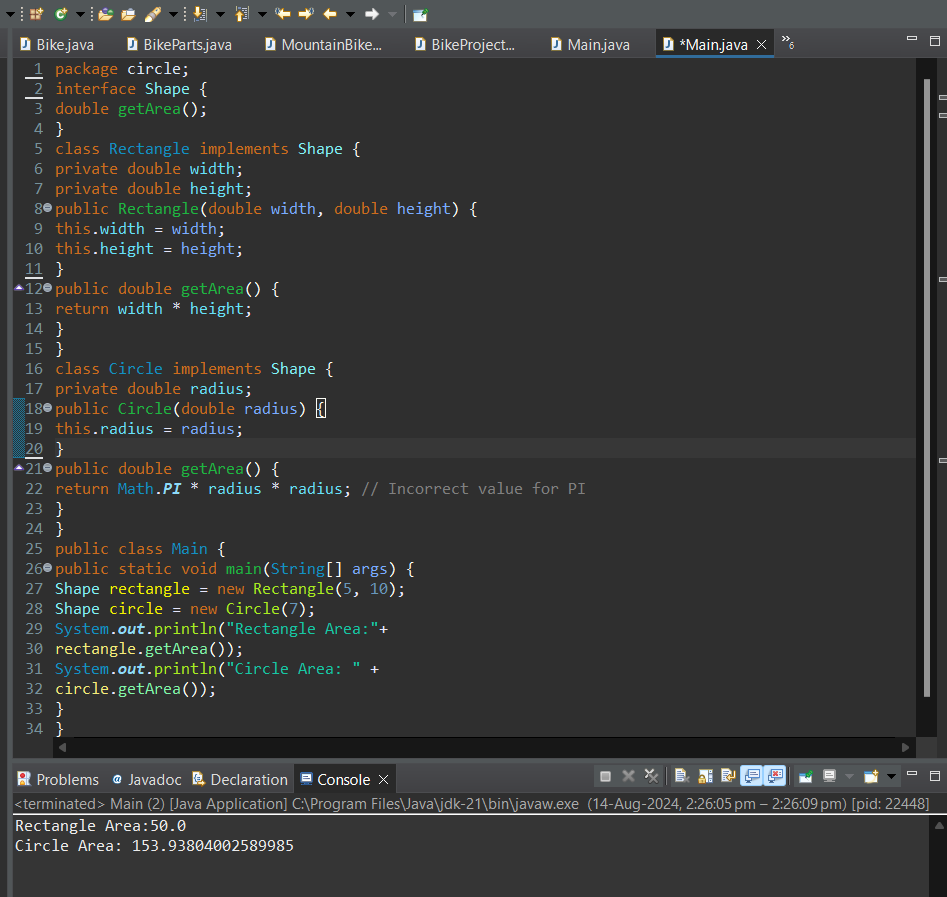 Bike.java BikeParts.java MountainBike... BikeProject... Main.java *Main.java »6
1 package circle;
2 interface Shape {
3 double getArea();
4 }
5 class Rectangle implements Shape {
6 private double width;
7 private double height;
8 public Rectangle(double width, double height) {
9 this.width = width;
10 this.height = height;
11 }
12 public double getArea() {
13 return width * height;
14 }
15 }
16 class Circle implements Shape {
17 private double radius;
18 public Circle(double radius) {
19 this.radius = radius;
20 }
21 public double getArea() {
22 return Math.PI * radius * radius; // Incorrect value for PI
23 }
24 }
25 public class Main {
26 public static void main(String[] args) {
27 Shape rectangle = new Rectangle(5, 10);
28 Shape circle = new Circle(7);
29 System.out.println("Rectangle Area:"+
30 rectangle.getArea());
31 System.out.println("Circle Area: " +
32 circle.getArea());
33 }
34 }
Problems Javadoc Declaration Console
<terminated> Main (2) [Java Application] C:\Program Files\Java\jdk-21\bin\javaw.exe (14-Aug-2024, 2:26:05 pm – 2:26:09 pm) [pid: 22448]
Rectangle Area:50.0
Circle Area: 153.93804002589985